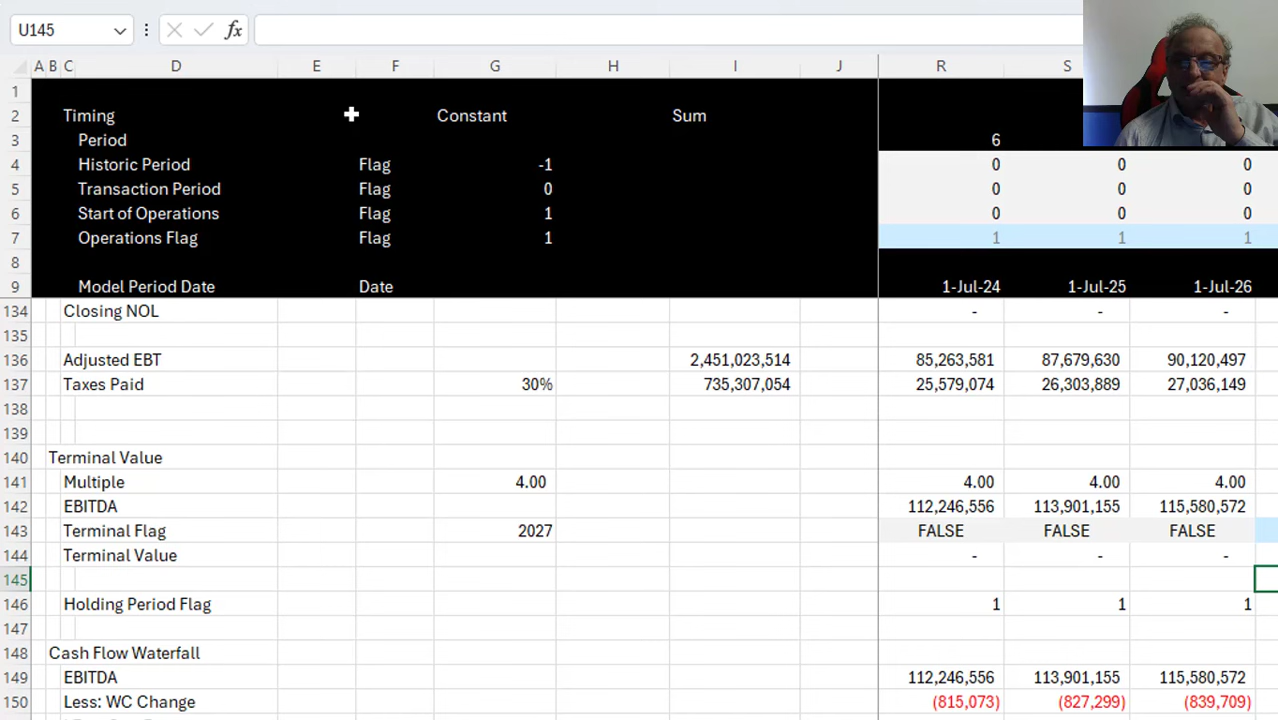 U145 fx
A B C D E F G H I J R S
1
2 Timing Constant Sum
3 Period 6
4 Historic Period Flag -1 0 0 0
5 Transaction Period Flag 0 0 0 0
6 Start of Operations Flag 1 0 0 0
7 Operations Flag Flag 1 1 1 1
8
9 Model Period Date Date 1-Jul-24 1-Jul-25 1-Jul-26
134 Closing NOL - - -
135
136 Adjusted EBT 2,451,023,514 85,263,581 87,679,630 90,120,497
137 Taxes Paid 30% 735,307,054 25,579,074 26,303,889 27,036,149
138
139
140 Terminal Value
141 Multiple 4.00 4.00 4.00 4.00
142 EBITDA 112,246,556 113,901,155 115,580,572
143 Terminal Flag 2027 FALSE FALSE FALSE
144 Terminal Value - - -
145
146 Holding Period Flag 1 1 1
147
148 Cash Flow Waterfall
149 EBITDA 112,246,556 113,901,155 115,580,572
150 Less: WC Change (815,073) (827,299) (839,709)